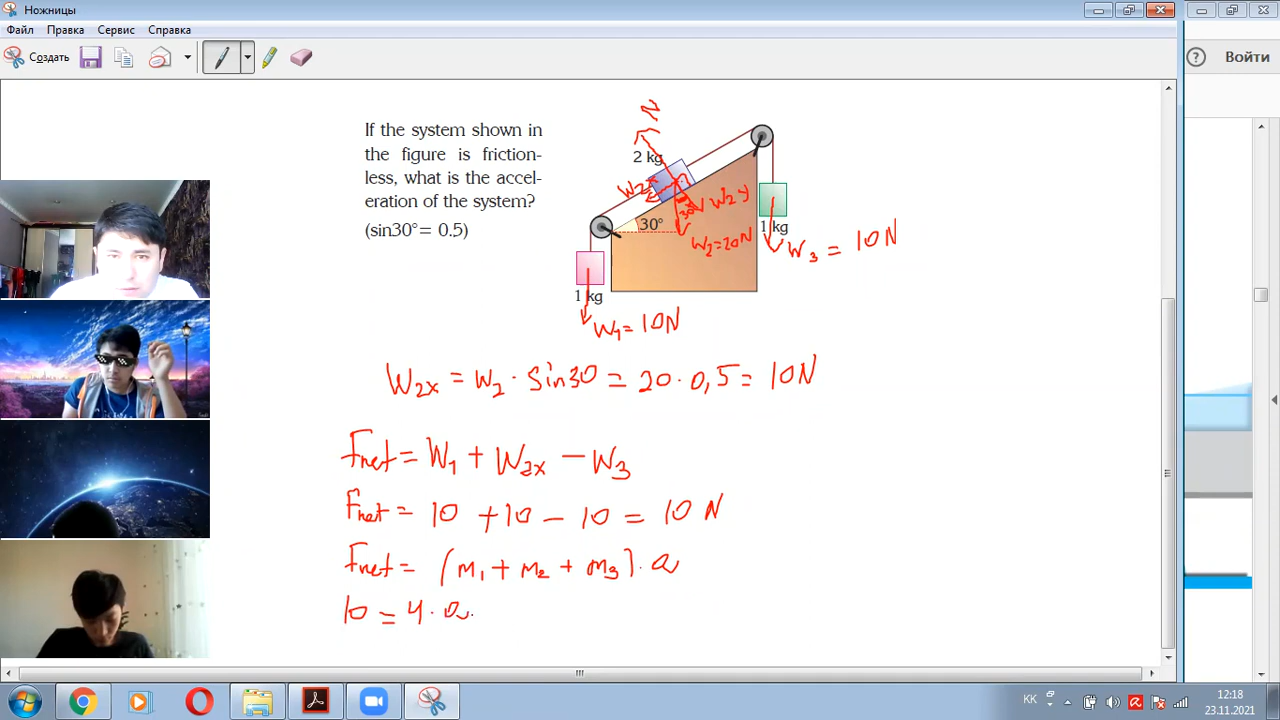 Ножницы
Файл Правка Сервис Справка
Создать
Войти
If the system shown in
the figure is friction-
less, what is the accel-
eration of the system?
(sin30°= 0.5)
N
2 kg
W2x
30°
W2y
30°
W2=20N
1 kg
W3 = 10N
1 kg
W1=10N
W2x = W2 · Sin30 = 20 · 0,5 = 10N
Fnet = W1 + W2x − W3
Fnet = 10 + 10 − 10 = 10 N
Fnet = (m1 + m2 + m3) · a
10 = 4 · a
KK
12:18
23.11.2021